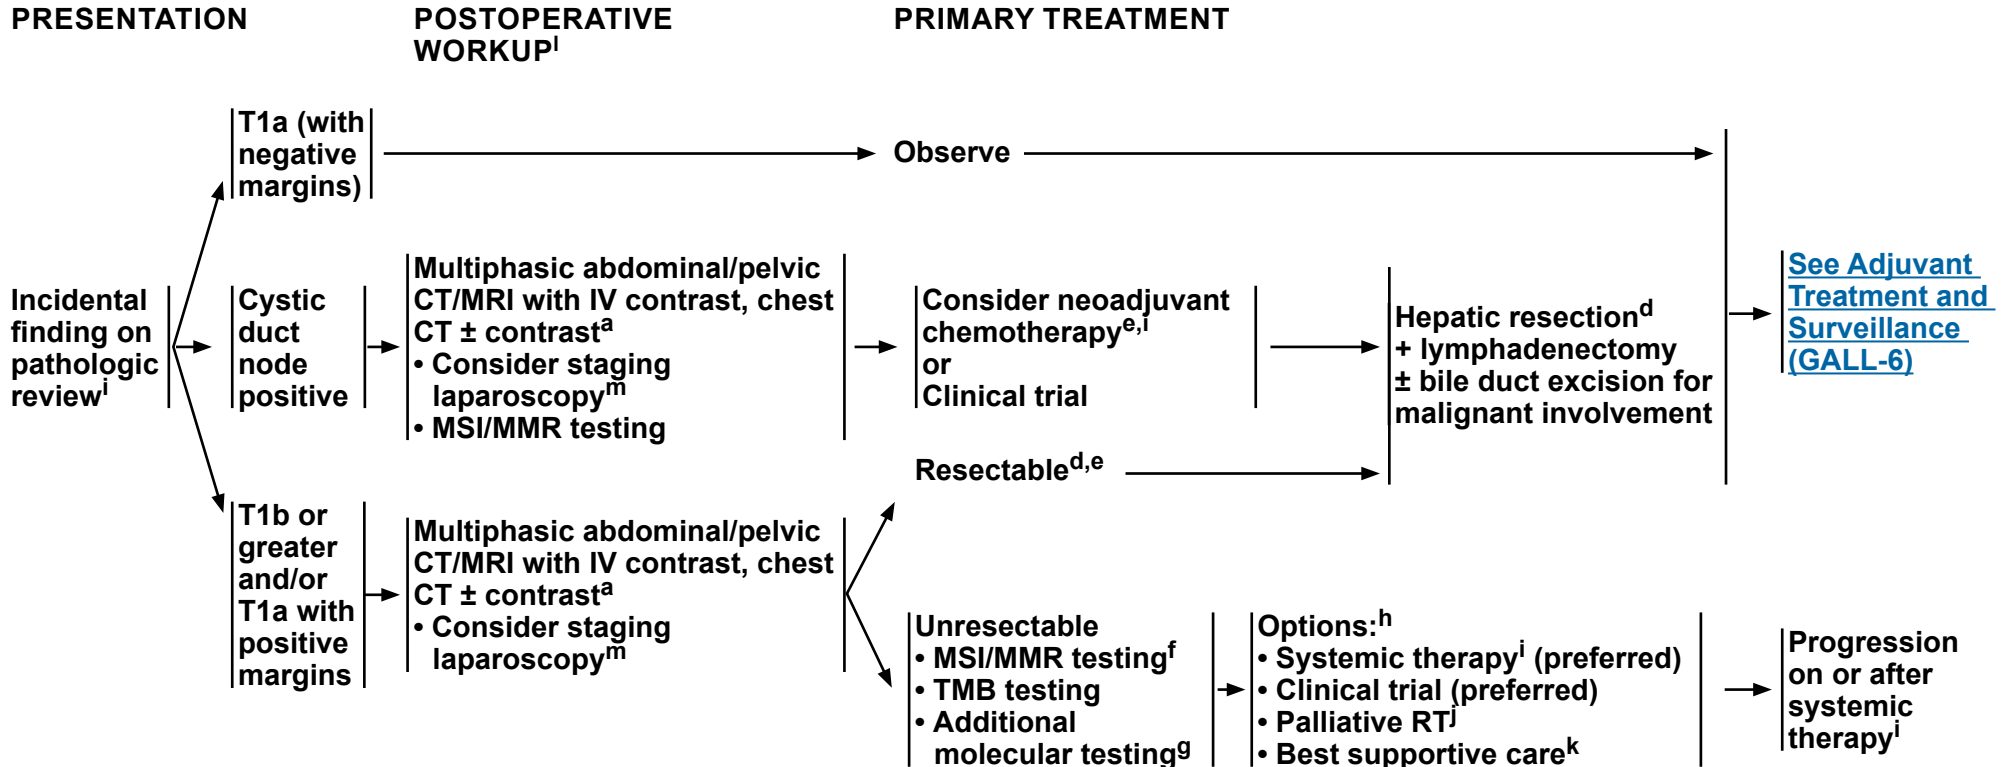 PRESENTATION
POSTOPERATIVE
WORKUPl
PRIMARY TREATMENT
T1a (with
negative
margins)
Observe
Incidental
finding on
pathologic
reviewi
Cystic
duct
node
positive
Multiphasic abdominal/pelvic
CT/MRI with IV contrast, chest
CT ± contrasta
• Consider staging
laparoscopym
• MSI/MMR testing
Consider neoadjuvant
chemotherapye,i
or
Clinical trial
Hepatic resectiond
+ lymphadenectomy
± bile duct excision for
malignant involvement
See Adjuvant
Treatment and
Surveillance
(GALL-6)
T1b or
greater
and/or
T1a with
positive
margins
Multiphasic abdominal/pelvic
CT/MRI with IV contrast, chest
CT ± contrasta
• Consider staging
laparoscopym
Resectabled,e
Unresectable
• MSI/MMR testingf
• TMB testing
• Additional
molecular testingg
Options:h
• Systemic therapyi (preferred)
• Clinical trial (preferred)
• Palliative RTj
• Best supportive carek
Progression
on or after
systemic
therapyi